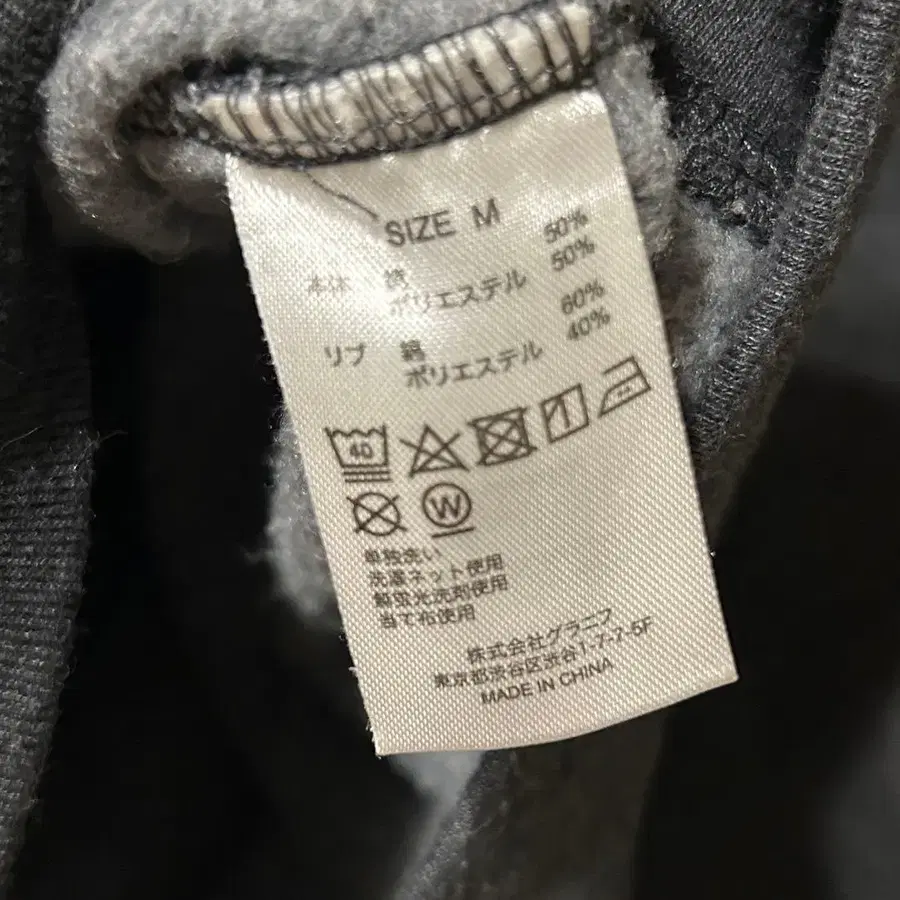 SIZE M
本体 綿 50%
ポリエステル 50%
リブ 綿 60%
ポリエステル 40%
40
W
単独洗い
洗濯ネット使用
無蛍光洗剤使用
当て布使用
株式会社グラニフ
東京都渋谷区渋谷1-7-7-5F
MADE IN CHINA